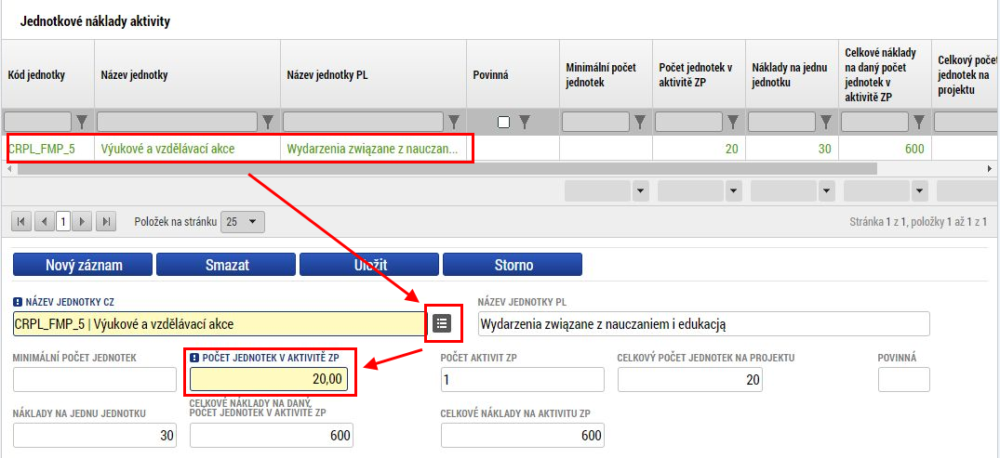 Jednotkové náklady aktivity
Kód jednotky
Název jednotky
Název jednotky PL
Povinná
Minimální počet
jednotek
Počet jednotek v
aktivitě ZP
Náklady na jednu
jednotku
Celkové náklady
na daný počet
jednotek v
aktivitě ZP
Celkový počet
jednotek na
projektu
CRPL_FMP_5
Výukové a vzdělávací akce
Wydarzenia związane z nauczan...
20
30
600
1
Položek na stránku
25
Stránka 1 z 1, položky 1 až 1 z 1
Nový záznam
Smazat
Uložit
Storno
NÁZEV JEDNOTKY CZ
NÁZEV JEDNOTKY PL
CRPL_FMP_5 | Výukové a vzdělávací akce
Wydarzenia związane z nauczaniem i edukacją
MINIMÁLNÍ POČET JEDNOTEK
POČET JEDNOTEK V AKTIVITĚ ZP
POČET AKTIVIT ZP
CELKOVÝ POČET JEDNOTEK NA PROJEKTU
POVINNÁ
20,00
1
20
NÁKLADY NA JEDNU JEDNOTKU
CELKOVÉ NÁKLADY NA DANÝ
POČET JEDNOTEK V AKTIVITĚ ZP
CELKOVÉ NÁKLADY NA AKTIVITU ZP
30
600
600